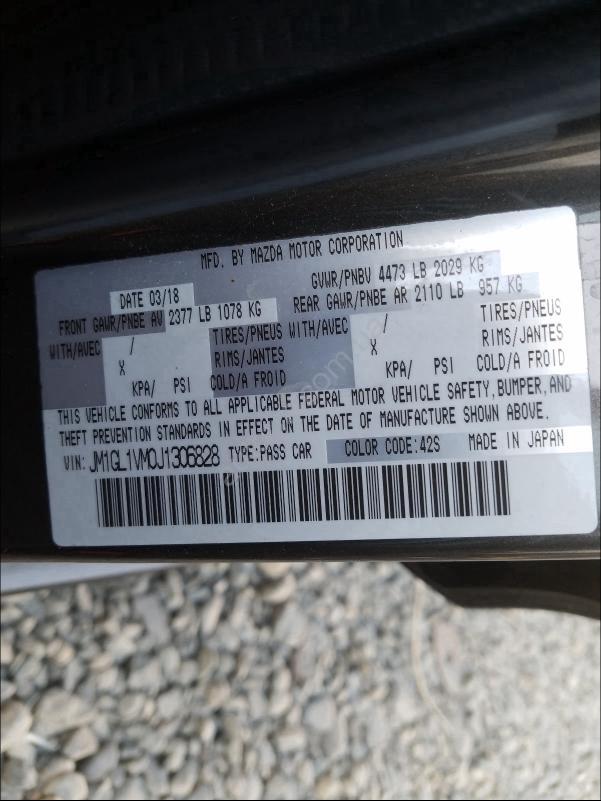 MFD. BY MAZDA MOTOR CORPORATION
DATE 03/18 GVWR/PNBV 4473 LB 2029 KG
FRONT GAWR/PNBE AV 2377 LB 1078 KG REAR GAWR/PNBE AR 2110 LB 957 KG
WITH/AVEC / TIRES/PNEUS WITH/AVEC / TIRES/PNEUS
X RIMS/JANTES X RIMS/JANTES
KPA/ PSI COLD/A FROID KPA/ PSI COLD/A FROID
THIS VEHICLE CONFORMS TO ALL APPLICABLE FEDERAL MOTOR VEHICLE SAFETY,BUMPER,AND
THEFT PREVENTION STANDARDS IN EFFECT ON THE DATE OF MANUFACTURE SHOWN ABOVE.
VIN: JM1GL1VM0J1306828 TYPE:PASS CAR COLOR CODE:42S MADE IN JAPAN